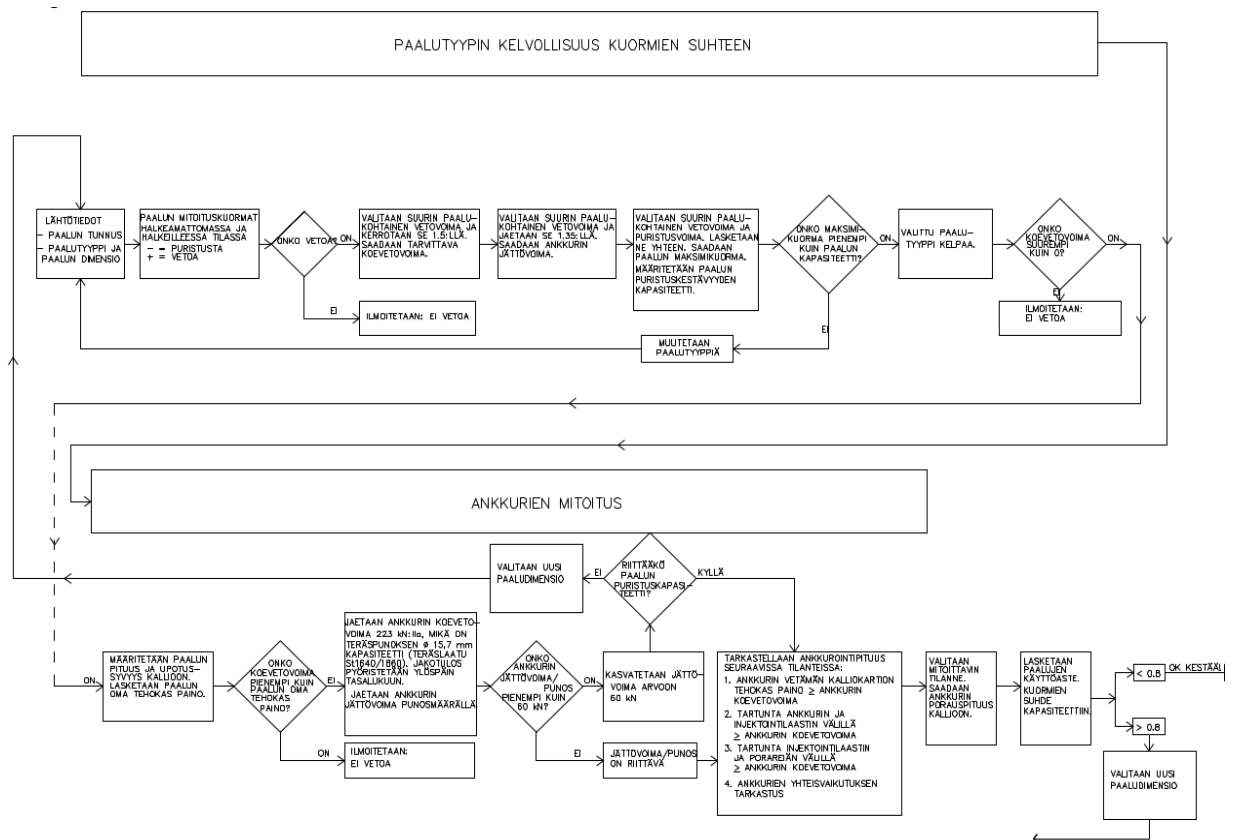 PAALUTYYPIN KELVOLLISUUS KUORMIEN SUHTEEN
LÄHTÖTIEDOT
- PAALUN TUNNUS
- PAALUTYYPPI JA
PAALUN DIMENSIO
PAALUN MITOITUSKUORMAT
HALKEAMATTOMASSA JA
HALKEILLEESSA TILASSA
- = PURISTUSTA
+ = VETOA
ONKO VETOA?
ON
EI
VALITAAN SUURIN PAALU-
KOHTAINEN VETOVOIMA JA
KERROTAAN SE 1.5:LLÄ.
SAADAAN TARVITTAVA
KOEVETOVOIMA.
ILMOITETAAN: EI VETOA
VALITAAN SUURIN PAALU-
KOHTAINEN VETOVOIMA JA
JAETAAN SE 1.35:LLÄ.
SAADAAN ANKKURIN
JÄTTÖVOIMA.
VALITAAN SUURIN PAALU-
KOHTAINEN VETOVOIMA JA
PURISTUSVOIMA. LASKETAAN
NE YHTEEN. SAADAAN
PAALUN MAKSIMIKUORMA.
MÄÄRITETÄÄN PAALUN
PURISTUSKESTÄVYYDEN
KAPASITEETTI.
ONKO MAKSIMI-
KUORMA PIENEMPI
KUIN PAALUN
KAPASITEETTI?
ON
EI
MUUTETAAN
PAALUTYYPPIÄ
VALITTU PAALU-
TYYPPI KELPAA.
ONKO
KOEVETOVOIMA
SUUREMPI
KUIN 0?
ON
EI
ILMOITETAAN:
EI VETOA
ANKKURIEN MITOITUS
VALITAAN UUSI
PAALUDIMENSIO
EI
RIITTÄÄKÖ
PAALUN
PURISTUSKAPASI-
TEETTI?
KYLLÄ
ON
MÄÄRITETÄÄN PAALUN
PITUUS JA UPOTUS-
SYVYYS KALLIOON.
LASKETAAN PAALUN
OMA TEHOKAS PAINO.
ONKO
KOEVETOVOIMA
PIENEMPI KUIN
PAALUN OMA
TEHOKAS
PAINO?
EI
ON
JAETAAN ANKKURIN KOEVETO-
VOIMA 223 kN:lla, MIKÄ ON
TERÄSPUNOKSEN ø 15,7 mm
KAPASITEETTI (TERÄSLAATU
St1640/1860). JAKOTULOS
PYÖRISTETÄÄN YLÖSPÄIN
TASALUKUUN.
JAETAAN ANKKURIN
JÄTTÖVOIMA PUNOSMÄÄRÄLLÄ.
ILMOITETAAN:
EI VETOA
ONKO
ANKKURIN
JÄTTÖVOIMA/
PUNOS
PIENEMPI KUIN
60 kN?
ON
EI
KASVATETAAN JÄTTÖ-
VOIMA ARVOON
60 kN
JÄTTÖVOIMA/PUNOS
ON RIITTÄVÄ
TARKASTELLAAN ANKKUROINTIPITUUS
SEURAAVISSA TILANTEISSA:
1. ANKKURIN VETÄMÄN KALLIOKARTION
TEHOKAS PAINO ≥ ANKKURIN
KOEVETOVOIMA
2. TARTUNTA ANKKURIN JA
INJEKTOINTILAASTIN VÄLILLÄ
≥ ANKKURIN KOEVETOVOIMA
3. TARTUNTA INJEKTOINTILAASTIN
JA PORAREIÄN VÄLILLÄ
≥ ANKKURIN KOEVETOVOIMA
4. ANKKURIEN YHTEISVAIKUTUKSEN
TARKASTUS
VALITAAN
MITOITTAVIN
TILANNE.
SAADAAN
ANKKURIN
PORAUSPITUUS
KALLIOON.
LASKETAAN
PAALUJEN
KÄYTTÖASTE.
KUORMIEN
SUHDE
KAPASITEETTIIN.
< 0.8
OK KESTÄÄ!
> 0.8
VALITAAN UUSI
PAALUDIMENSIO